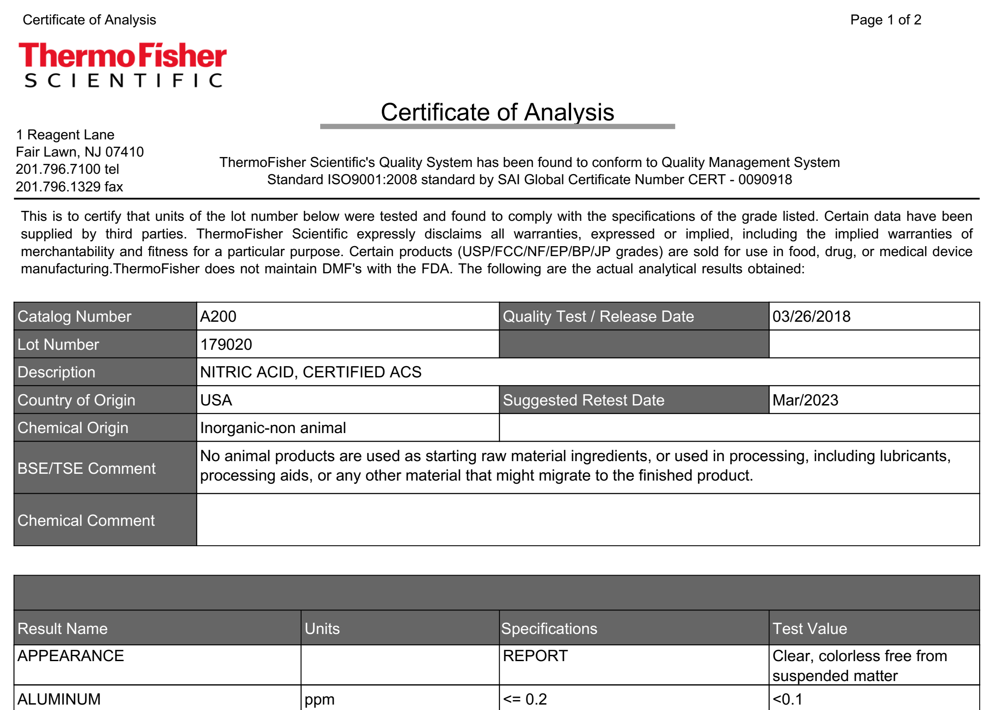 Certificate of Analysis
Page 1 of 2
ThermoFisher
SCIENTIFIC
Certificate of Analysis
1 Reagent Lane
Fair Lawn, NJ 07410
201.796.7100 tel
201.796.1329 fax
ThermoFisher Scientific's Quality System has been found to conform to Quality Management System
Standard ISO9001:2008 standard by SAI Global Certificate Number CERT - 0090918
This is to certify that units of the lot number below were tested and found to comply with the specifications of the grade listed. Certain data have been
supplied by third parties. ThermoFisher Scientific expressly disclaims all warranties, expressed or implied, including the implied warranties of
merchantability and fitness for a particular purpose. Certain products (USP/FCC/NF/EP/BP/JP grades) are sold for use in food, drug, or medical device
manufacturing.ThermoFisher does not maintain DMF's with the FDA. The following are the actual analytical results obtained:
Catalog Number A200 Quality Test / Release Date 03/26/2018
Lot Number 179020
Description NITRIC ACID, CERTIFIED ACS
Country of Origin USA Suggested Retest Date Mar/2023
Chemical Origin Inorganic-non animal
BSE/TSE Comment No animal products are used as starting raw material ingredients, or used in processing, including lubricants,
processing aids, or any other material that might migrate to the finished product.
Chemical Comment
Result Name Units Specifications Test Value
APPEARANCE REPORT Clear, colorless free from
suspended matter
ALUMINUM ppm <= 0.2 <0.1